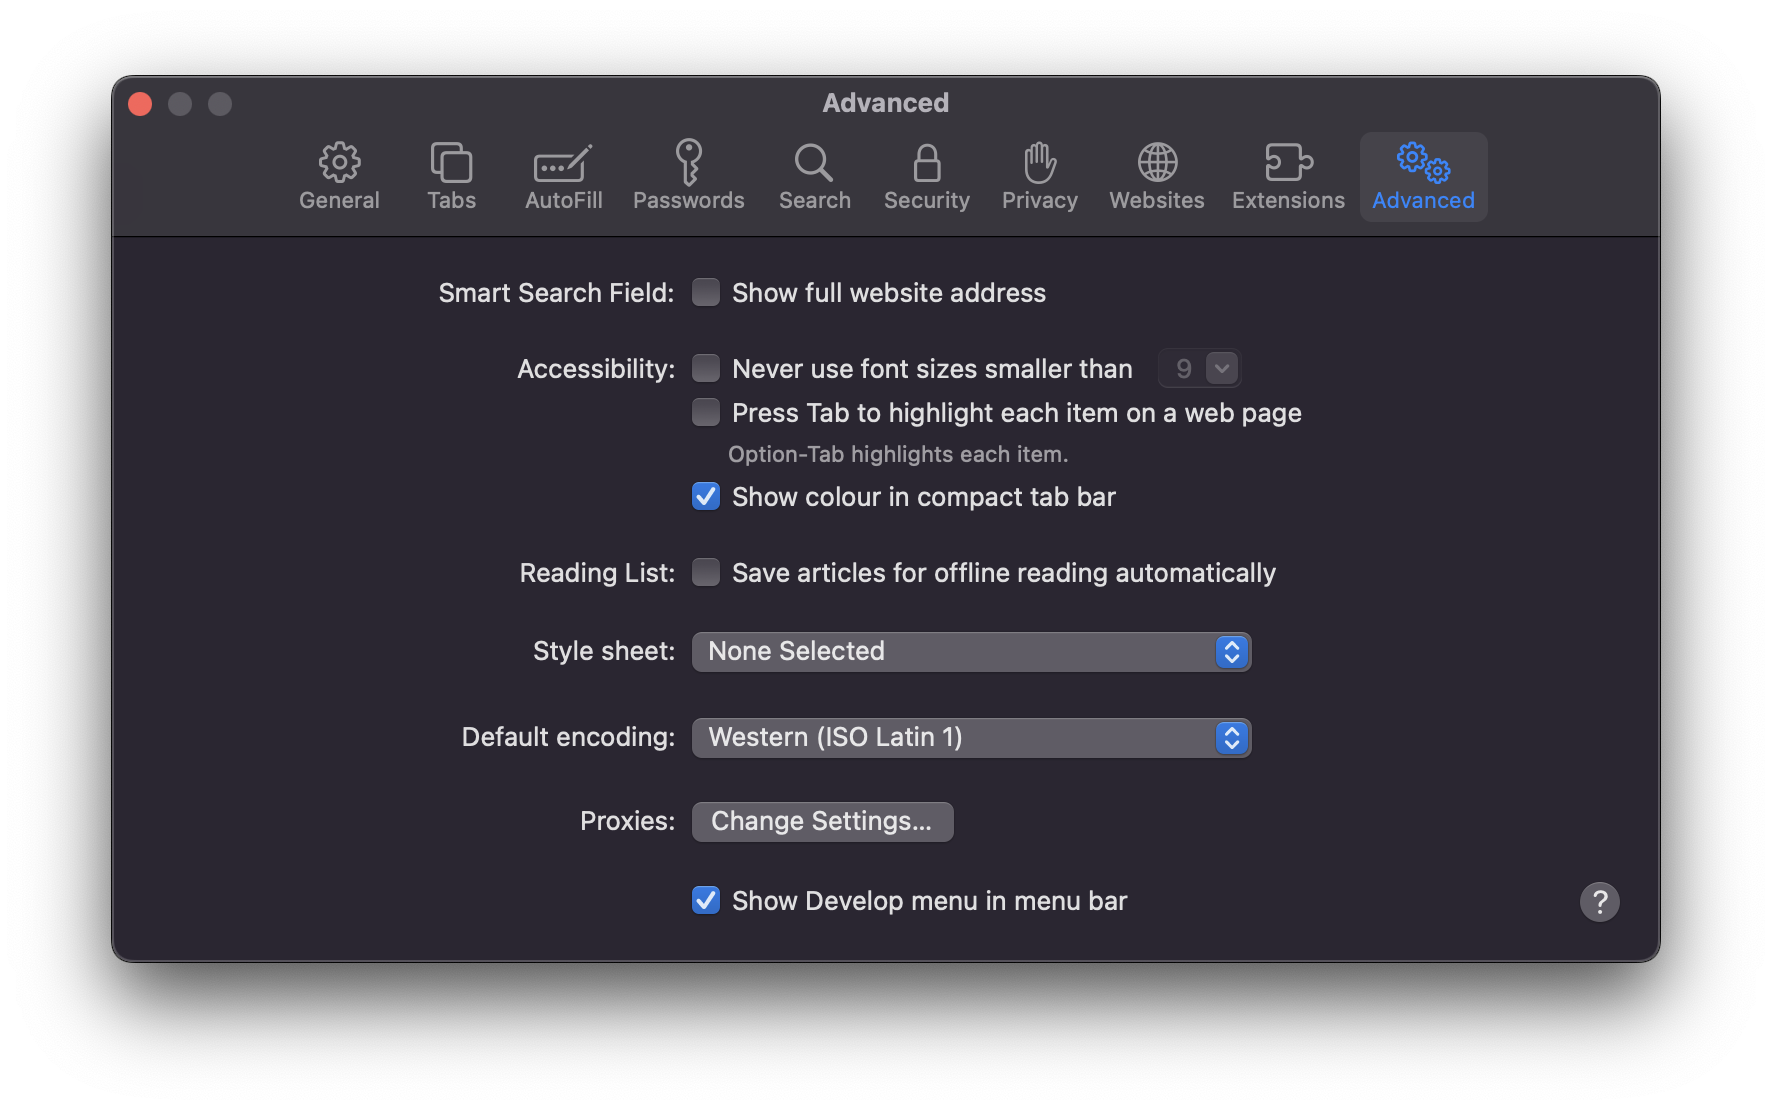 Advanced
General Tabs AutoFill Passwords Search Security Privacy Websites Extensions Advanced
Smart Search Field: Show full website address
Accessibility: Never use font sizes smaller than 9
Press Tab to highlight each item on a web page
Option-Tab highlights each item.
Show colour in compact tab bar
Reading List: Save articles for offline reading automatically
Style sheet: None Selected
Default encoding: Western (ISO Latin 1)
Proxies: Change Settings...
Show Develop menu in menu bar
?